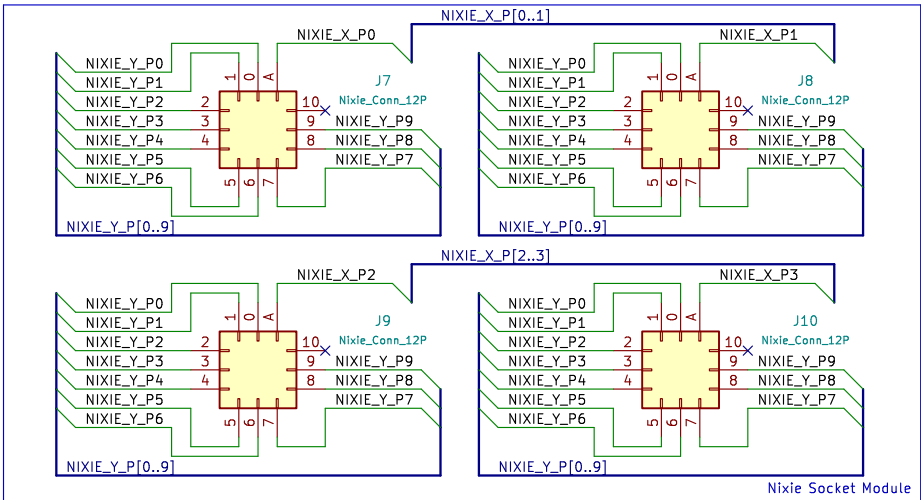 NIXIE_X_P[0..1]
NIXIE_X_P0
NIXIE_Y_P0
NIXIE_Y_P1
NIXIE_Y_P2
NIXIE_Y_P3
NIXIE_Y_P4
NIXIE_Y_P5
NIXIE_Y_P6
1
0
A
2
3
4
5
6
7
10
9
8
J7
Nixie_Conn_12P
NIXIE_Y_P9
NIXIE_Y_P8
NIXIE_Y_P7
NIXIE_Y_P[0..9]
NIXIE_X_P1
NIXIE_Y_P0
NIXIE_Y_P1
NIXIE_Y_P2
NIXIE_Y_P3
NIXIE_Y_P4
NIXIE_Y_P5
NIXIE_Y_P6
1
0
A
2
3
4
5
6
7
10
9
8
J8
Nixie_Conn_12P
NIXIE_Y_P9
NIXIE_Y_P8
NIXIE_Y_P7
NIXIE_Y_P[0..9]
NIXIE_X_P[2..3]
NIXIE_X_P2
NIXIE_Y_P0
NIXIE_Y_P1
NIXIE_Y_P2
NIXIE_Y_P3
NIXIE_Y_P4
NIXIE_Y_P5
NIXIE_Y_P6
1
0
A
2
3
4
5
6
7
10
9
8
J9
Nixie_Conn_12P
NIXIE_Y_P9
NIXIE_Y_P8
NIXIE_Y_P7
NIXIE_Y_P[0..9]
NIXIE_X_P3
NIXIE_Y_P0
NIXIE_Y_P1
NIXIE_Y_P2
NIXIE_Y_P3
NIXIE_Y_P4
NIXIE_Y_P5
NIXIE_Y_P6
1
0
A
2
3
4
5
6
7
10
9
8
J10
Nixie_Conn_12P
NIXIE_Y_P9
NIXIE_Y_P8
NIXIE_Y_P7
NIXIE_Y_P[0..9]
Nixie Socket Module